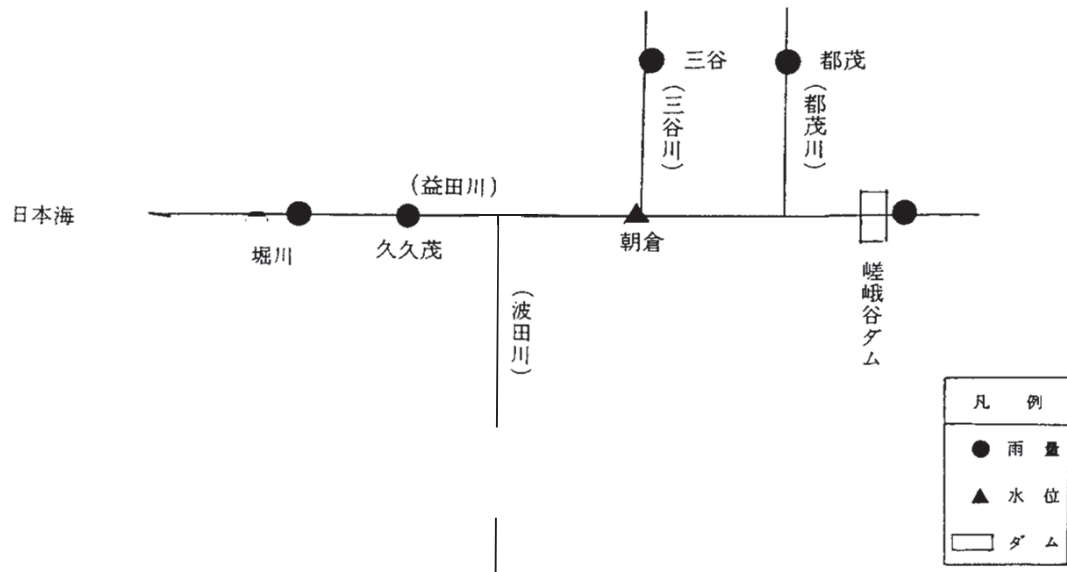 三谷
都茂
（三谷川）
（都茂川）
（益田川）
日本海
堀川
久久茂
朝倉
（波田川）
嵯峨谷ダム
凡 例
雨 量
水 位
ダ ム